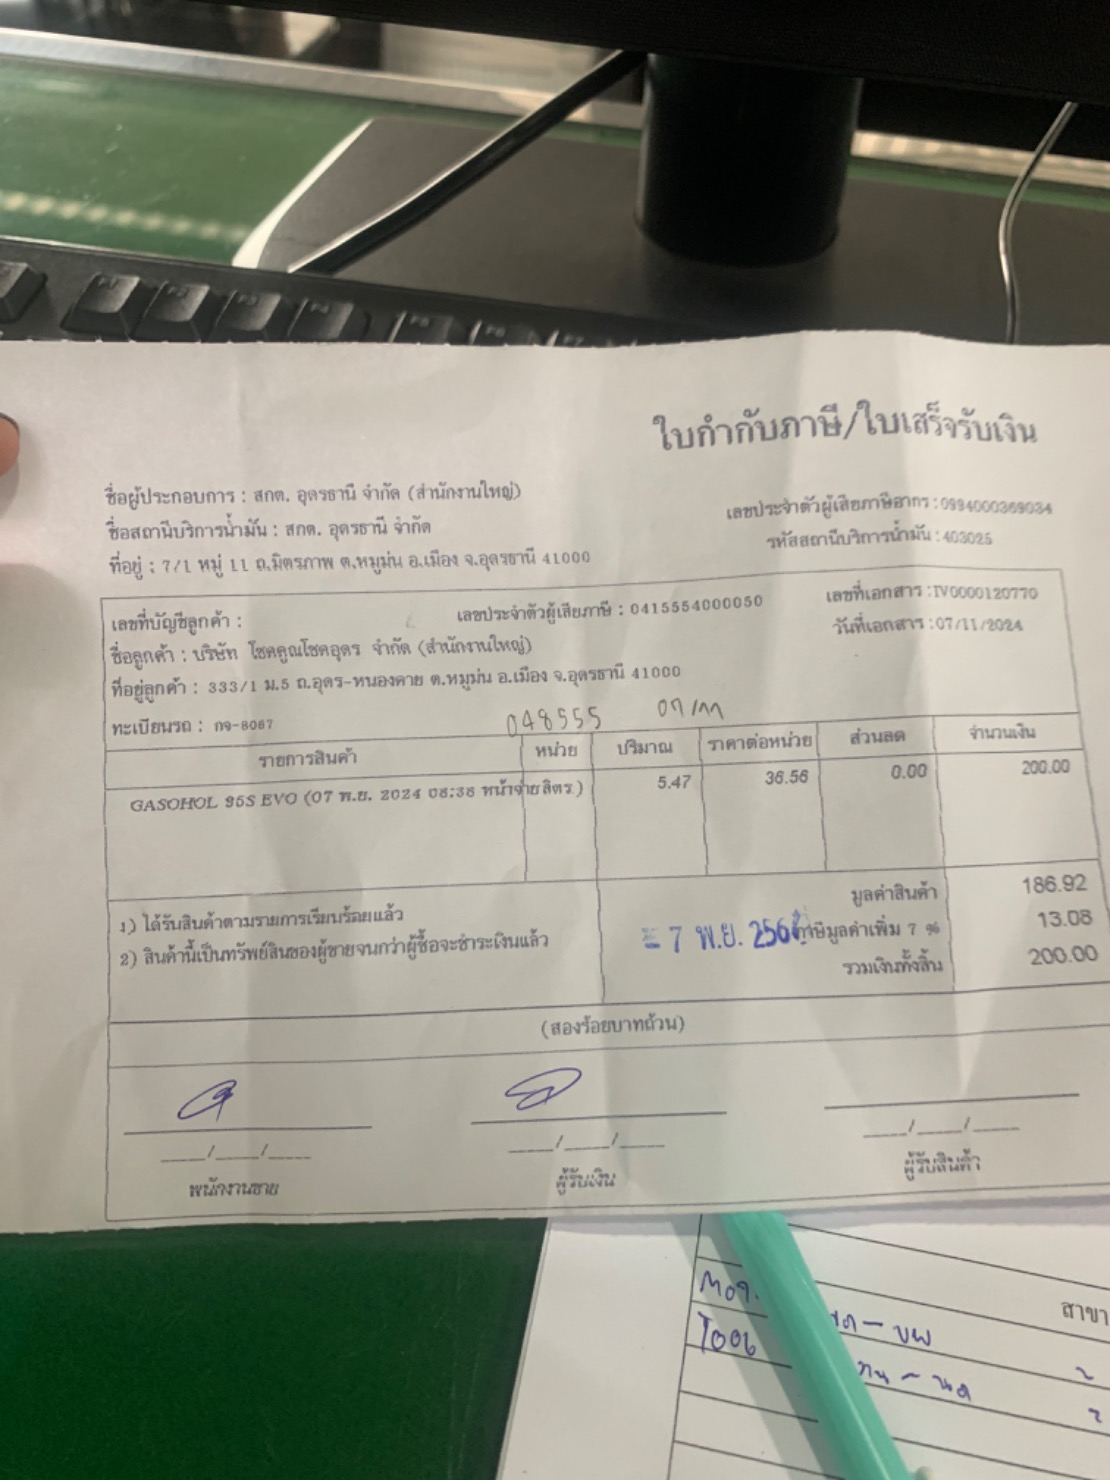 ใบกำกับภาษี/ใบเสร็จรับเงิน
ชื่อผู้ประกอบการ : สกต. อุดรธานี จำกัด (สำนักงานใหญ่)
เลขประจำตัวผู้เสียภาษีอากร :0994000369034
ชื่อสถานีบริการน้ำมัน : สกต. อุดรธานี จำกัด
รหัสสถานีบริการน้ำมัน :403025
ที่อยู่ : 7/1 หมู่ 11 ถ.มิตรภาพ ต.หมูม่น อ.เมือง จ.อุดรธานี 41000
เลขที่บัญชีลูกค้า : เลขประจำตัวผู้เสียภาษี : 0415554000050 เลขที่เอกสาร :IV0000120770
ชื่อลูกค้า : บริษัท โชคคูณโชคอุดร จำกัด (สำนักงานใหญ่) วันที่เอกสาร :07/11/2024
ที่อยู่ลูกค้า : 333/1 ม.5 ถ.อุดร-หนองคาย ต.หมูม่น อ.เมือง จ.อุดรธานี 41000
ทะเบียนรถ : กจ-8067 048555
รายการสินค้า หน่วย ปริมาณ ราคาต่อหน่วย ส่วนลด จำนวนเงิน
GASOHOL 95S EVO (07 พ.ย. 2024 08:36 หน้าจ่าย ลิตร ) 5.47 36.56 0.00 200.00
มูลค่าสินค้า 186.92
1) ได้รับสินค้าตามรายการเรียบร้อยแล้ว
= 7 พ.ย. ภาษีมูลค่าเพิ่ม 7 % 13.08
2) สินค้านี้เป็นทรัพย์สินของผู้ขายจนกว่าผู้ซื้อจะชำระเงินแล้ว
รวมเงินทั้งสิ้น 200.00
(สองร้อยบาทถ้วน)
____/____/____ ____/____/____ ____/____/____
พนักงานขาย ผู้รับเงิน ผู้รับสินค้า
สาขา